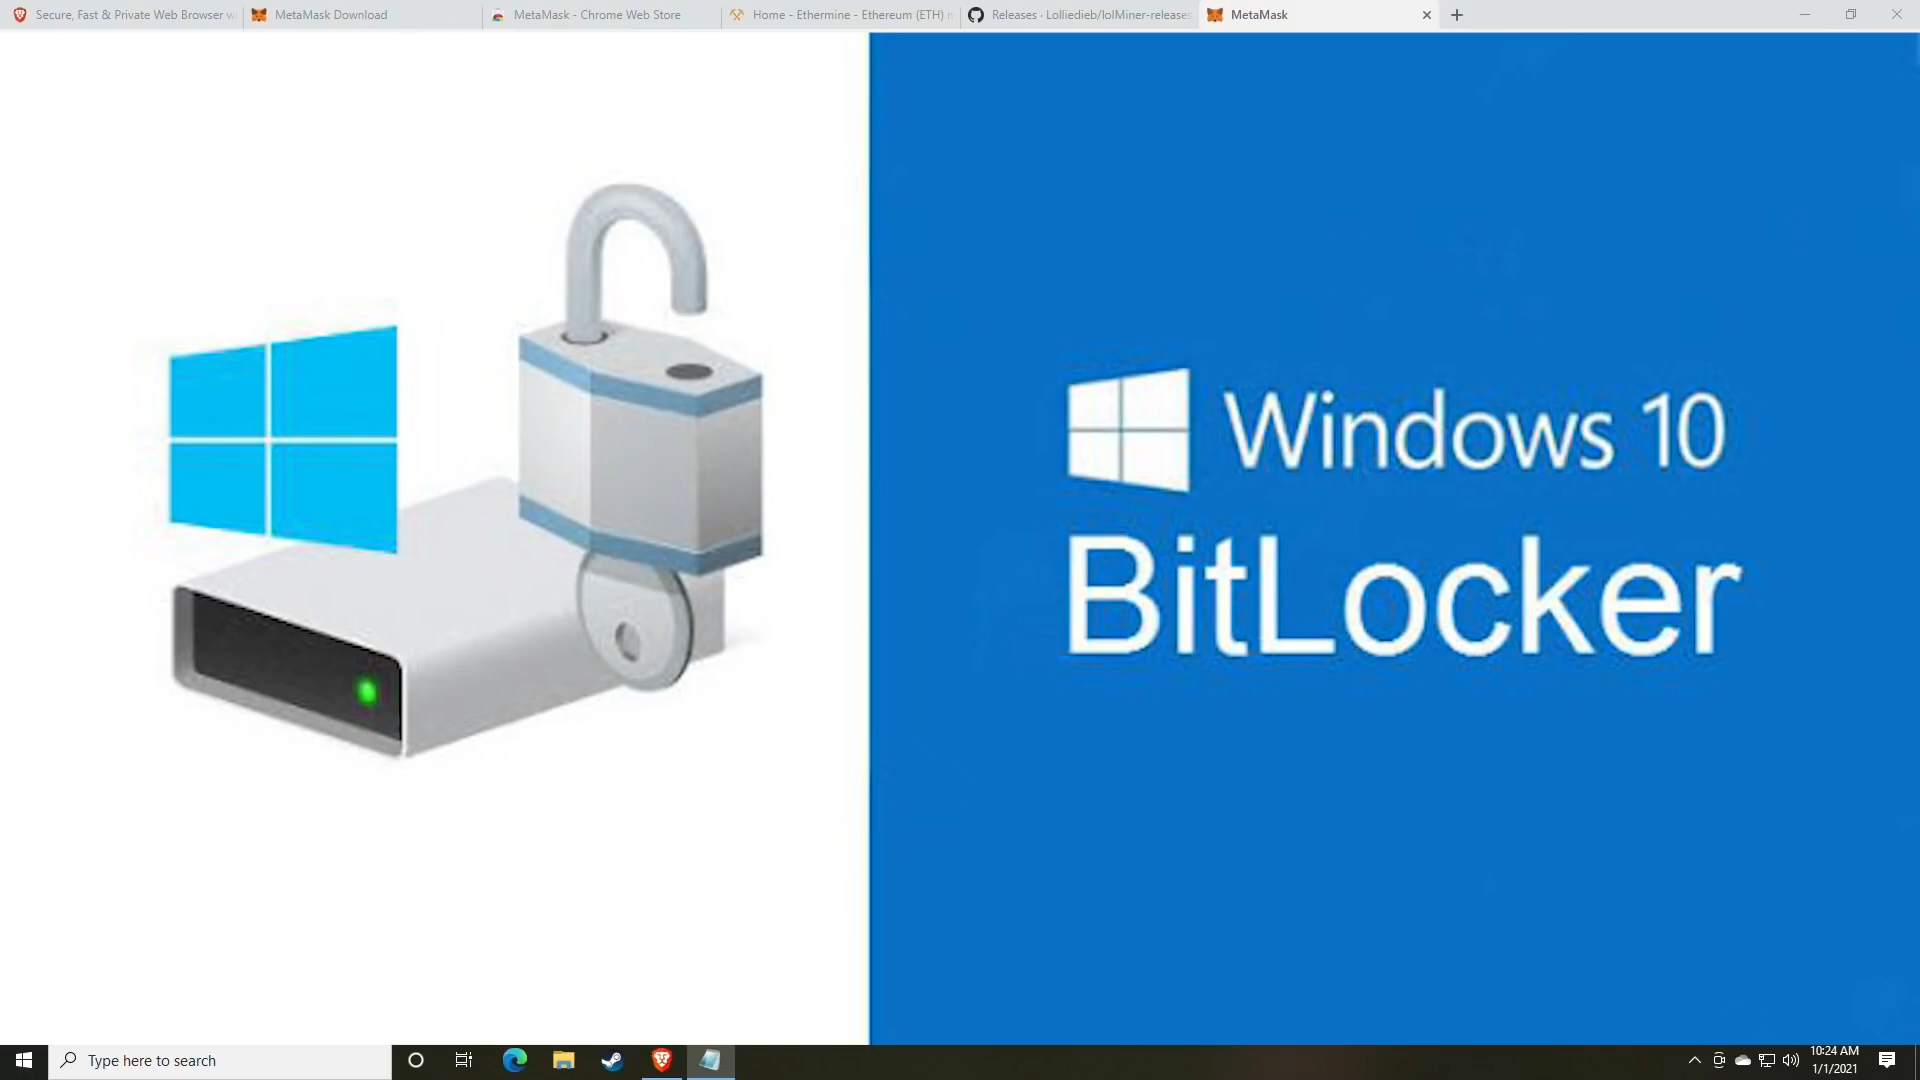 Secure, Fast & Private Web Browser w
MetaMask Download
MetaMask - Chrome Web Store
Home - Ethermine - Ethereum (ETH) m
Releases · Lolliedieb/lolMiner-releases
MetaMask
Windows 10
BitLocker
Type here to search
10:24 AM
1/1/2021